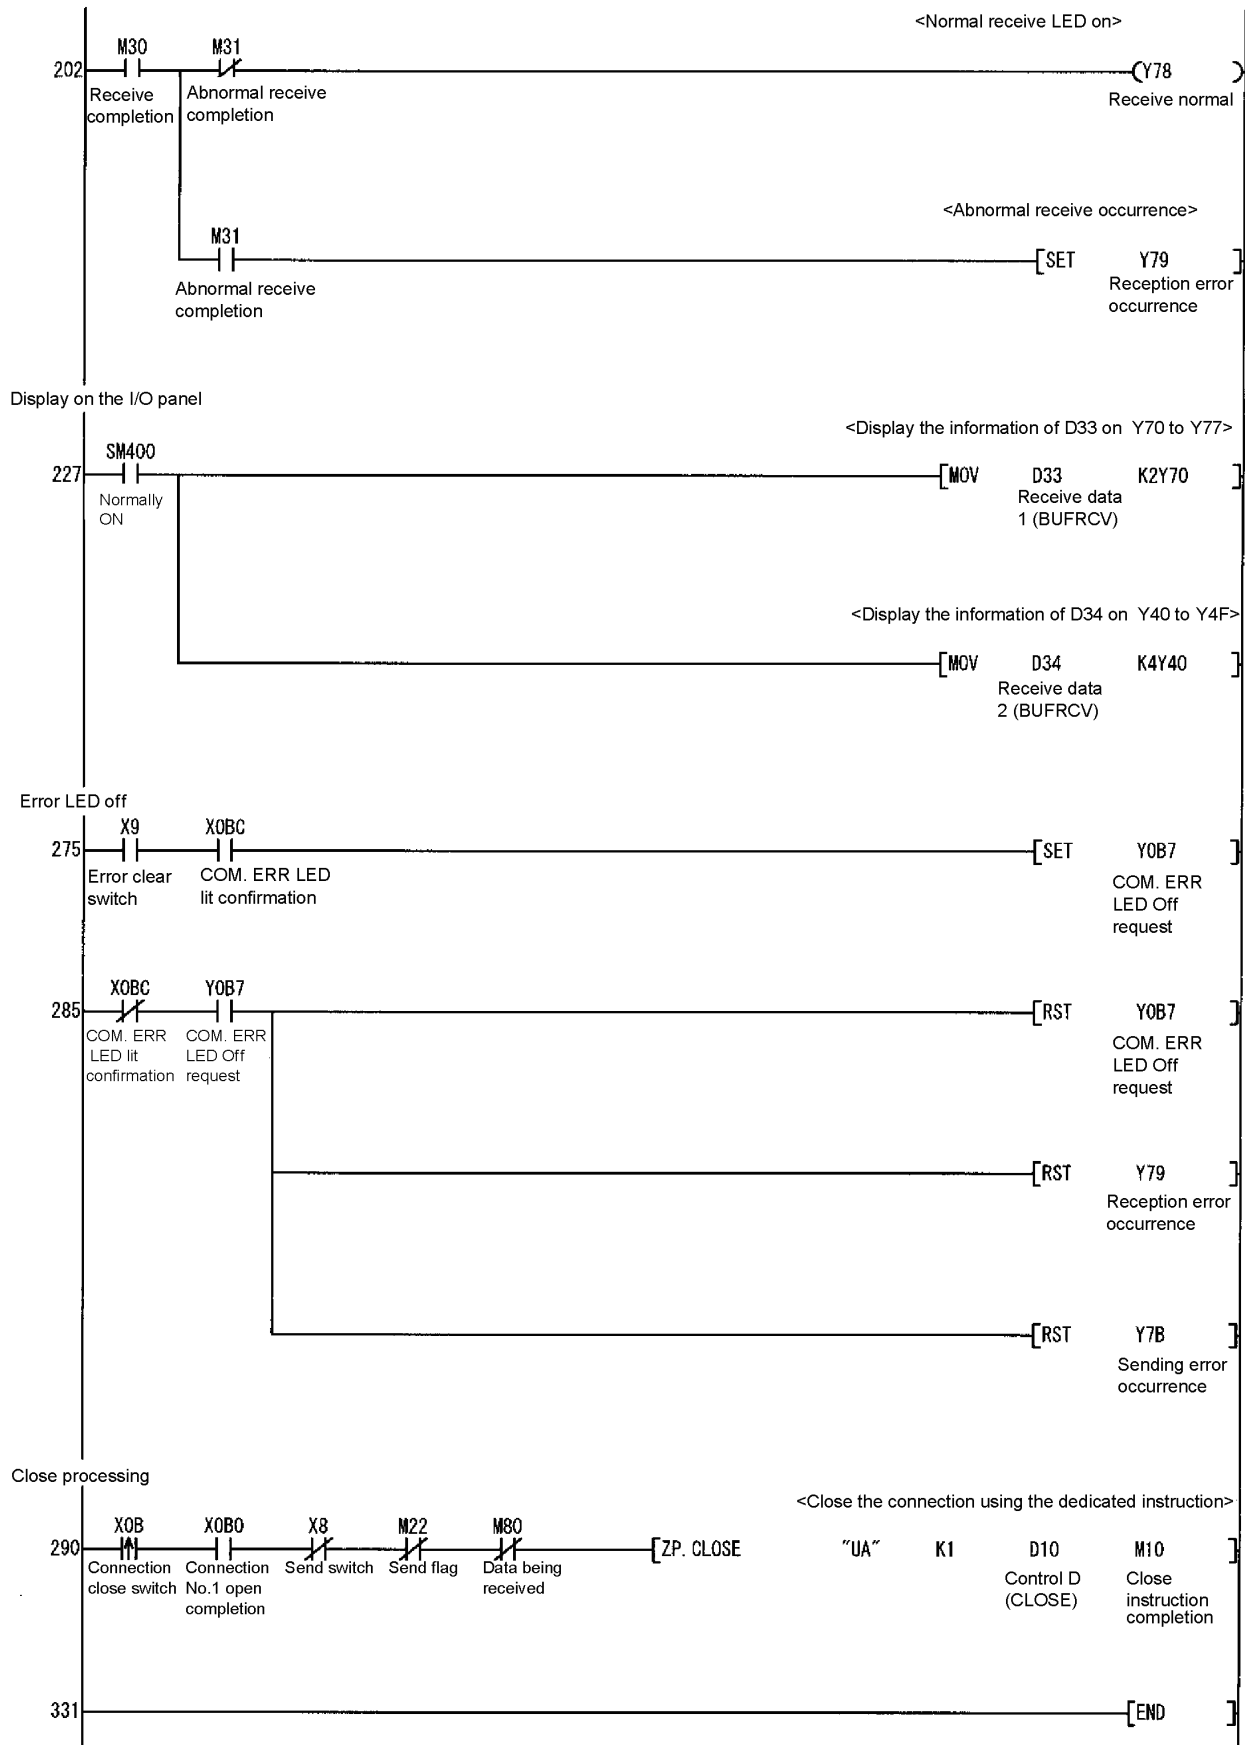 <Normal receive LED on>
M30 M31
202 (Y78 )
Receive completion
Abnormal receive completion
Receive normal
<Abnormal receive occurrence>
M31
[SET Y79 ]
Abnormal receive completion
Reception error occurrence
Display on the I/O panel
<Display the information of D33 on Y70 to Y77>
SM400
227 [MOV D33 K2Y70 ]
Normally ON
Receive data 1 (BUFRCV)
<Display the information of D34 on Y40 to Y4F>
[MOV D34 K4Y40 ]
Receive data 2 (BUFRCV)
Error LED off
X9 X0BC
275 [SET Y0B7 ]
Error clear switch
COM. ERR LED lit confirmation
COM. ERR LED Off request
X0BC Y0B7
285 [RST Y0B7 ]
COM. ERR LED lit confirmation
COM. ERR LED Off request
COM. ERR LED Off request
[RST Y79 ]
Reception error occurrence
[RST Y7B ]
Sending error occurrence
Close processing
<Close the connection using the dedicated instruction>
X0B X0B0 X8 M22 M80
290 [ZP. CLOSE "UA" K1 D10 M10 ]
Connection close switch
Connection No.1 open completion
Send switch
Send flag
Data being received
Control D (CLOSE)
Close instruction completion
331 [END ]